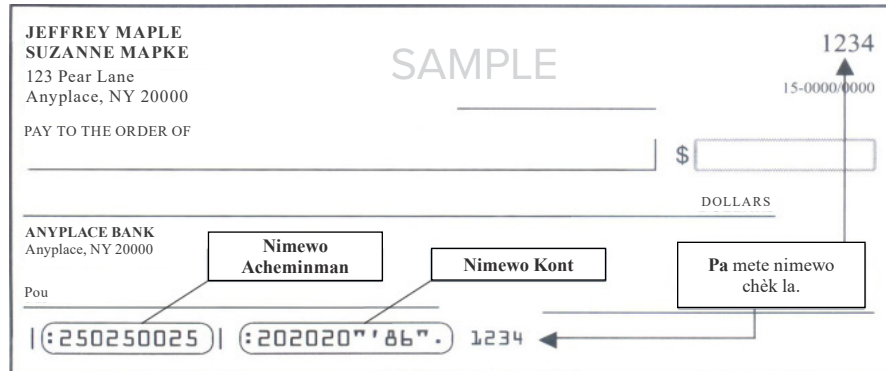 JEFFREY MAPLE
SUZANNE MAPKE
123 Pear Lane
Anyplace, NY 20000
SAMPLE
1234
15-0000/0000
PAY TO THE ORDER OF
$
DOLLARS
ANYPLACE BANK
Anyplace, NY 20000
Nimewo
Acheminman
Nimewo Kont
Pa mete nimewo
chèk la.
Pou
|:250250025|:202020"'86". 1234